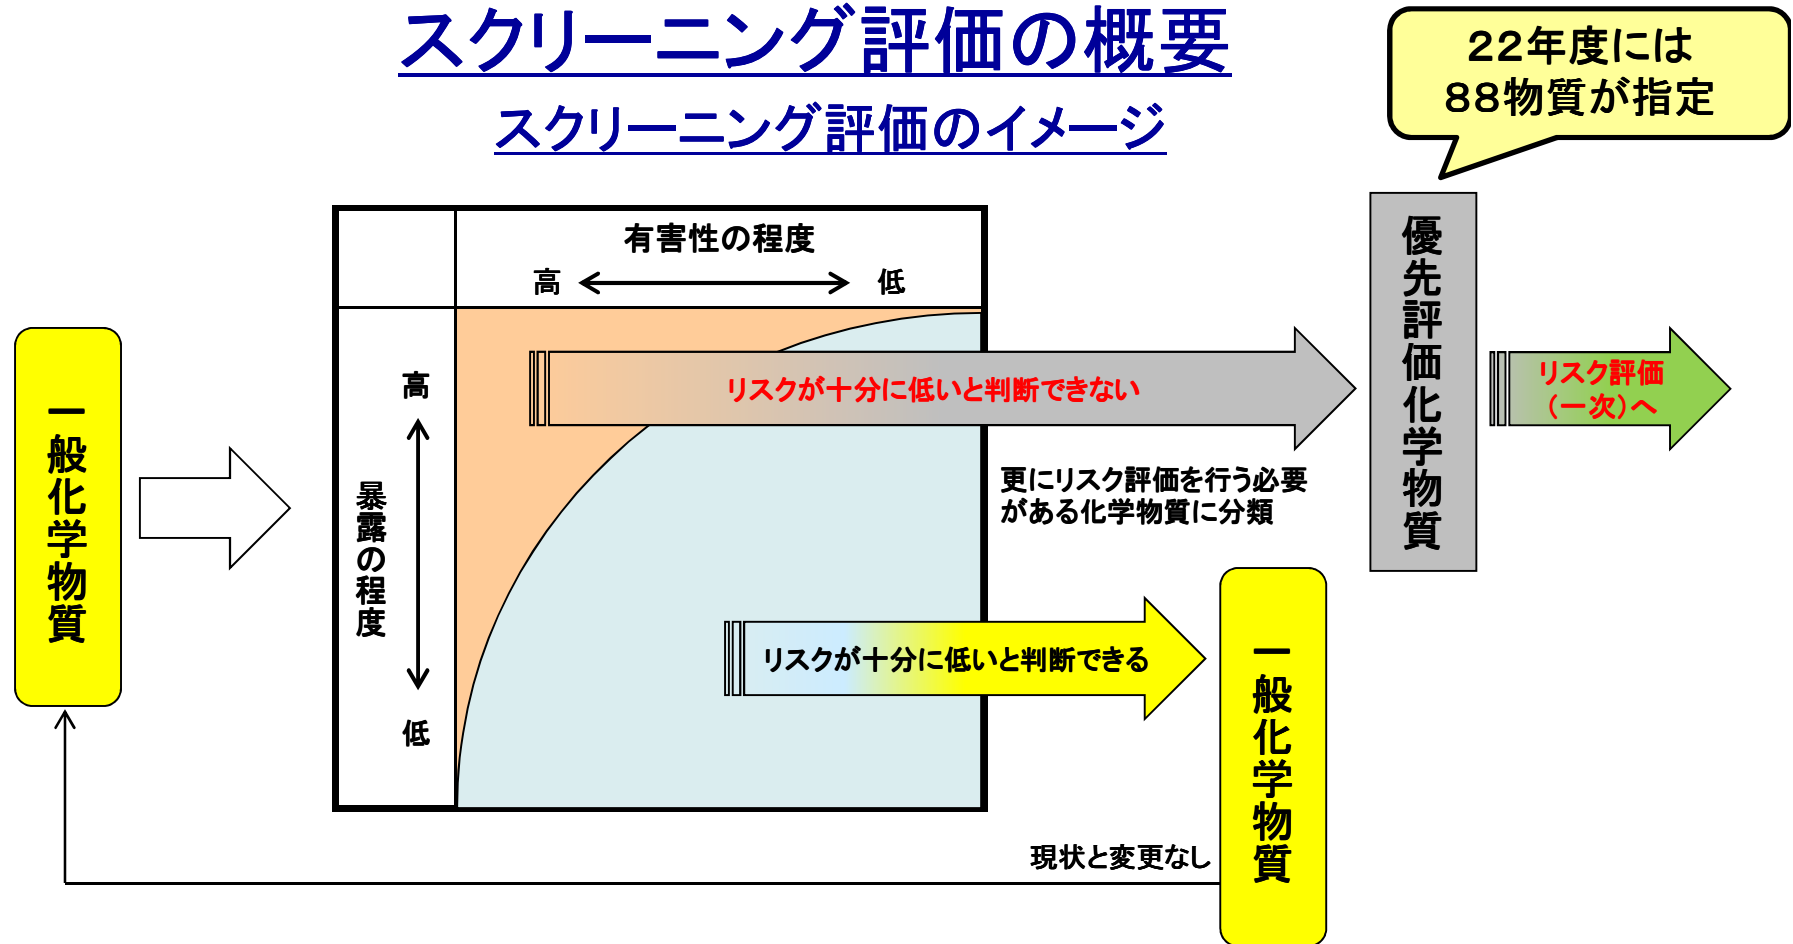 スクリーニング評価の概要
スクリーニング評価のイメージ
22年度には
88物質が指定
有害性の程度
高
低
一般化学物質
暴露の程度
高
低
リスクが十分に低いと判断できない
優先評価化学物質
リスク評価
(一次)へ
更にリスク評価を行う必要
がある化学物質に分類
リスクが十分に低いと判断できる
一般化学物質
現状と変更なし